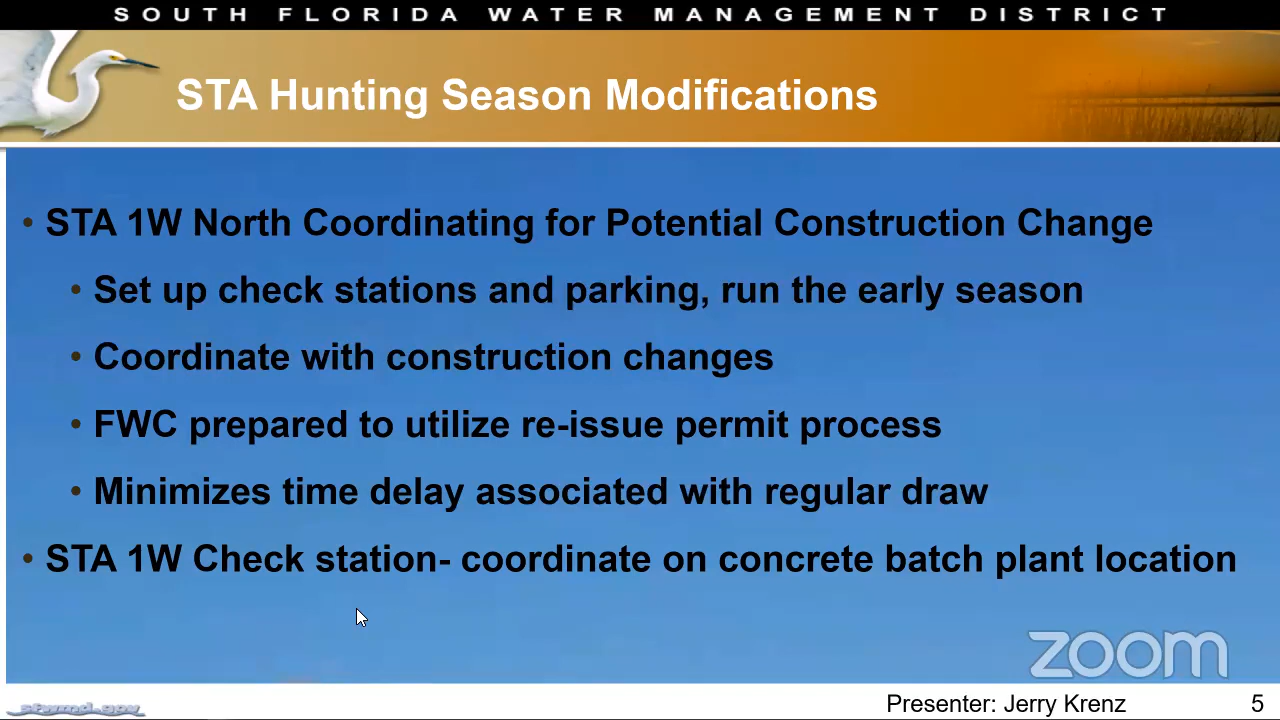 SOUTH FLORIDA WATER MANAGEMENT DISTRICT
STA Hunting Season Modifications
• STA 1W North Coordinating for Potential Construction Change
• Set up check stations and parking, run the early season
• Coordinate with construction changes
• FWC prepared to utilize re-issue permit process
• Minimizes time delay associated with regular draw
• STA 1W Check station- coordinate on concrete batch plant location
zoom
sfwmd.gov
Presenter: Jerry Krenz
5